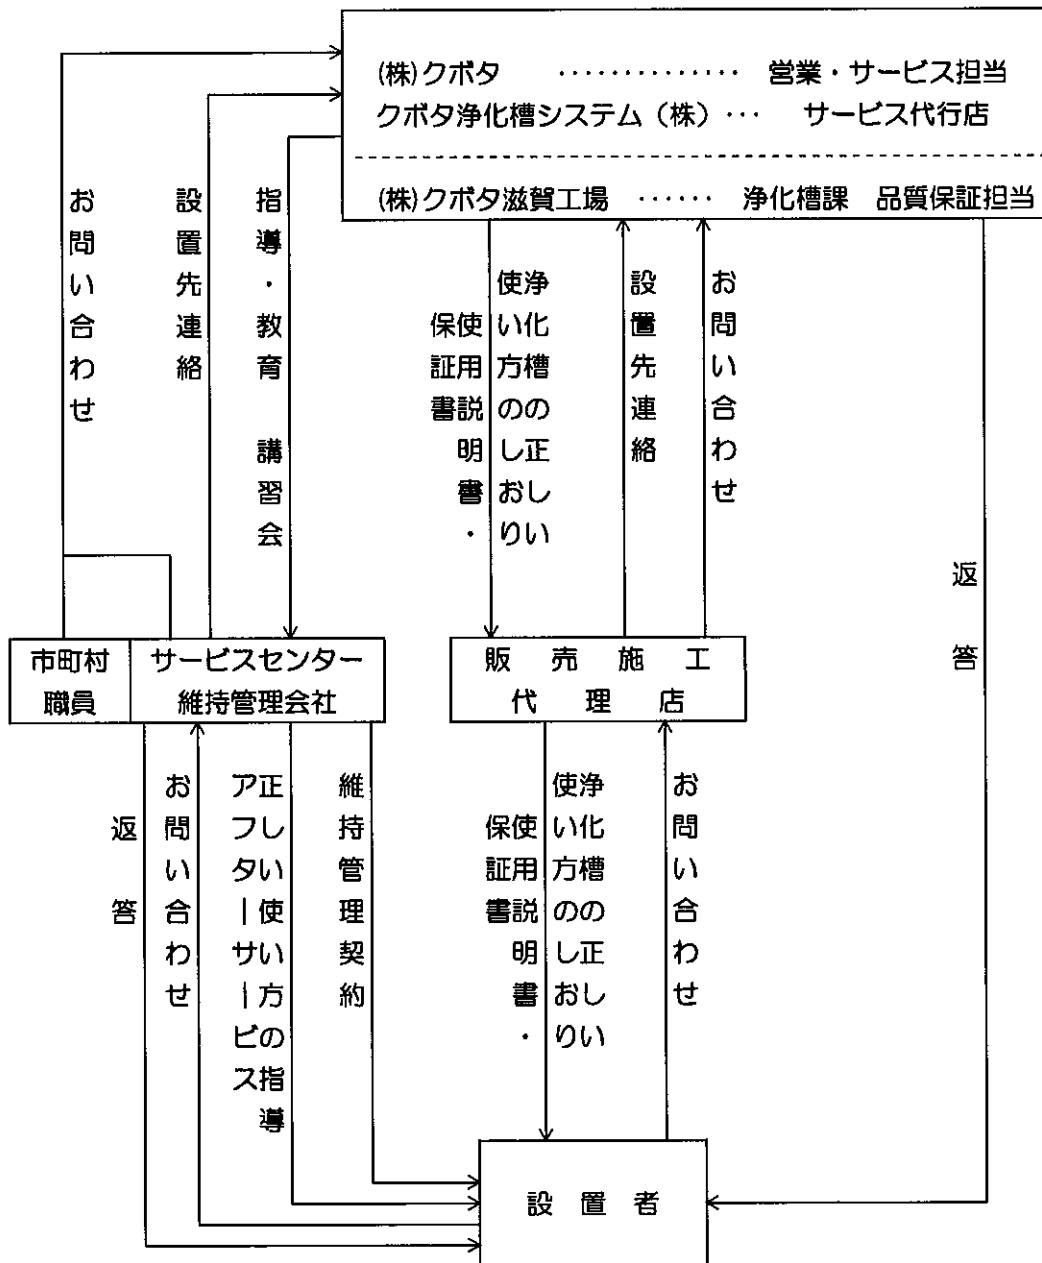 (株)クボタ ·············· 営業・サービス担当
クボタ浄化槽システム（株）··· サービス代行店
(株)クボタ滋賀工場 ······ 浄化槽課 品質保証担当
お問い合わせ
設置先連絡
指導・教育 講習会
浄化槽の正しい
使い方のしおり
使用説明書・
保証書
設置先連絡
お問い合わせ
返答
市町村
職員
サービスセンター
維持管理会社
販売施工
代理店
返答
お問い合わせ
正しい使い方の指導
アフターサービス
維持管理契約
浄化槽の正しい
使い方のしおり
使用説明書・
保証書
お問い合わせ
設置者